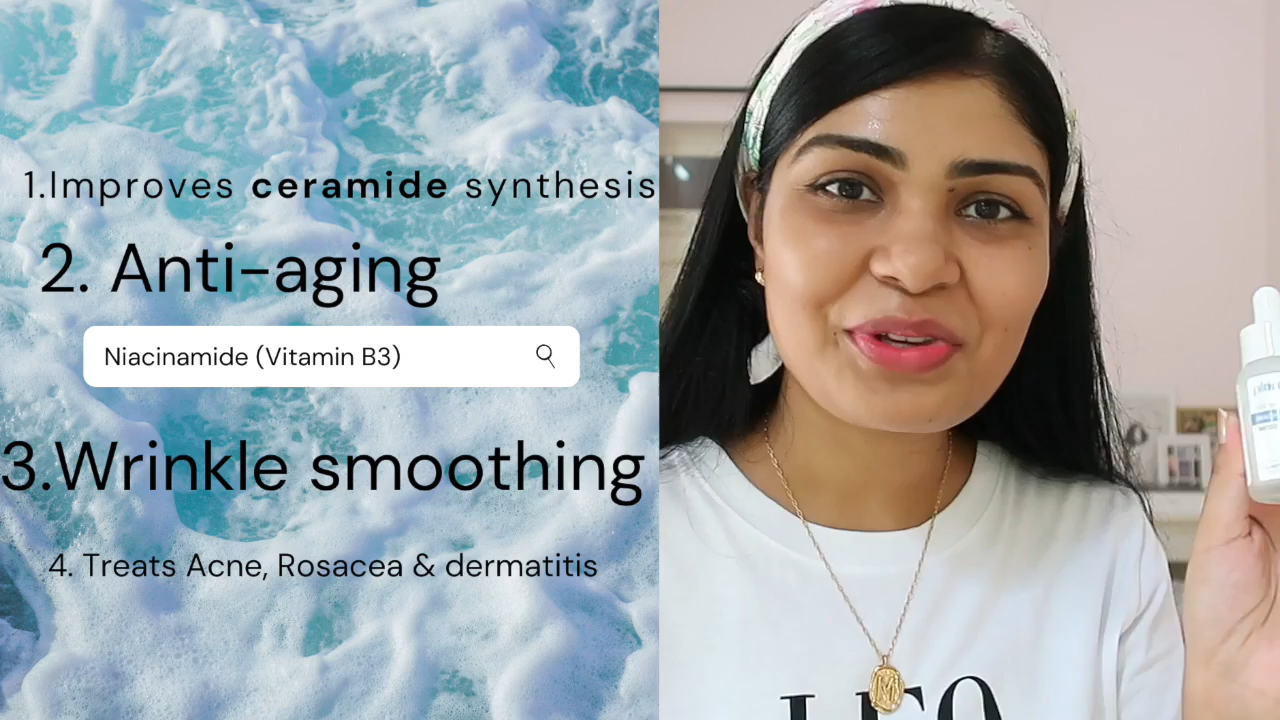 1.Improves ceramide synthesis
2. Anti-aging
Niacinamide (Vitamin B3)
3.Wrinkle smoothing
4. Treats Acne, Rosacea & dermatitis
M